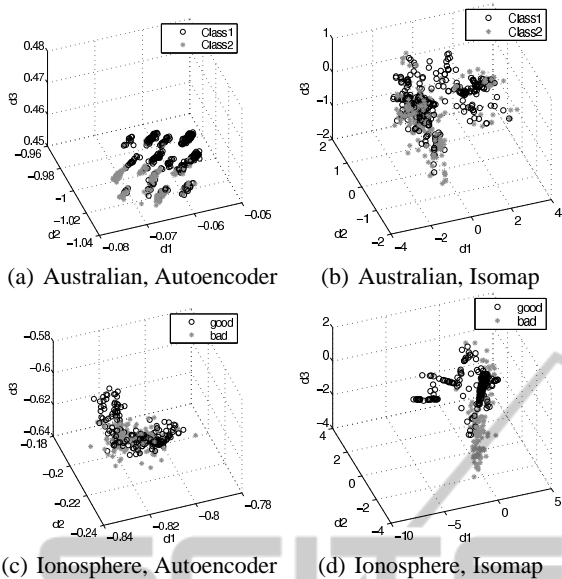 Class1
Class2
0.48
0.47
0.46
0.45
d3
−0.96
−0.98
−1
−1.02
−1.04
d2
−0.08
−0.07
−0.06
−0.05
d1
(a) Australian, Autoencoder
Class1
Class2
1
0
−1
−2
d3
2
1
0
−1
−2
d2
−4
−2
0
2
4
d1
(b) Australian, Isomap
good
bad
−0.58
−0.6
−0.62
−0.64
d3
−0.18
−0.2
−0.22
−0.24
d2
−0.84
−0.82
−0.8
−0.78
d1
(c) Ionosphere, Autoencoder
good
bad
2
0
−2
−4
d3
4
2
0
−2
−4
d2
−10
−5
0
5
d1
(d) Ionosphere, Isomap